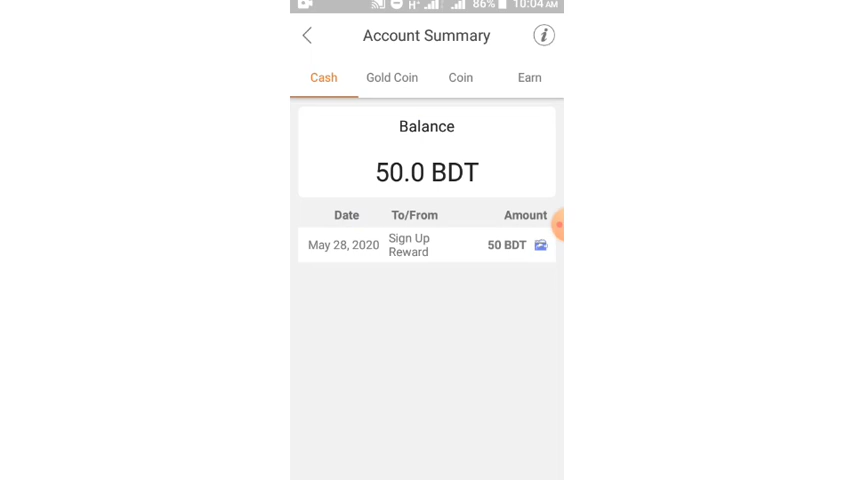 H+ 86% 10:04 AM
Account Summary i
Cash Gold Coin Coin Earn
Balance
50.0 BDT
Date To/From Amount
May 28, 2020 Sign Up Reward 50 BDT